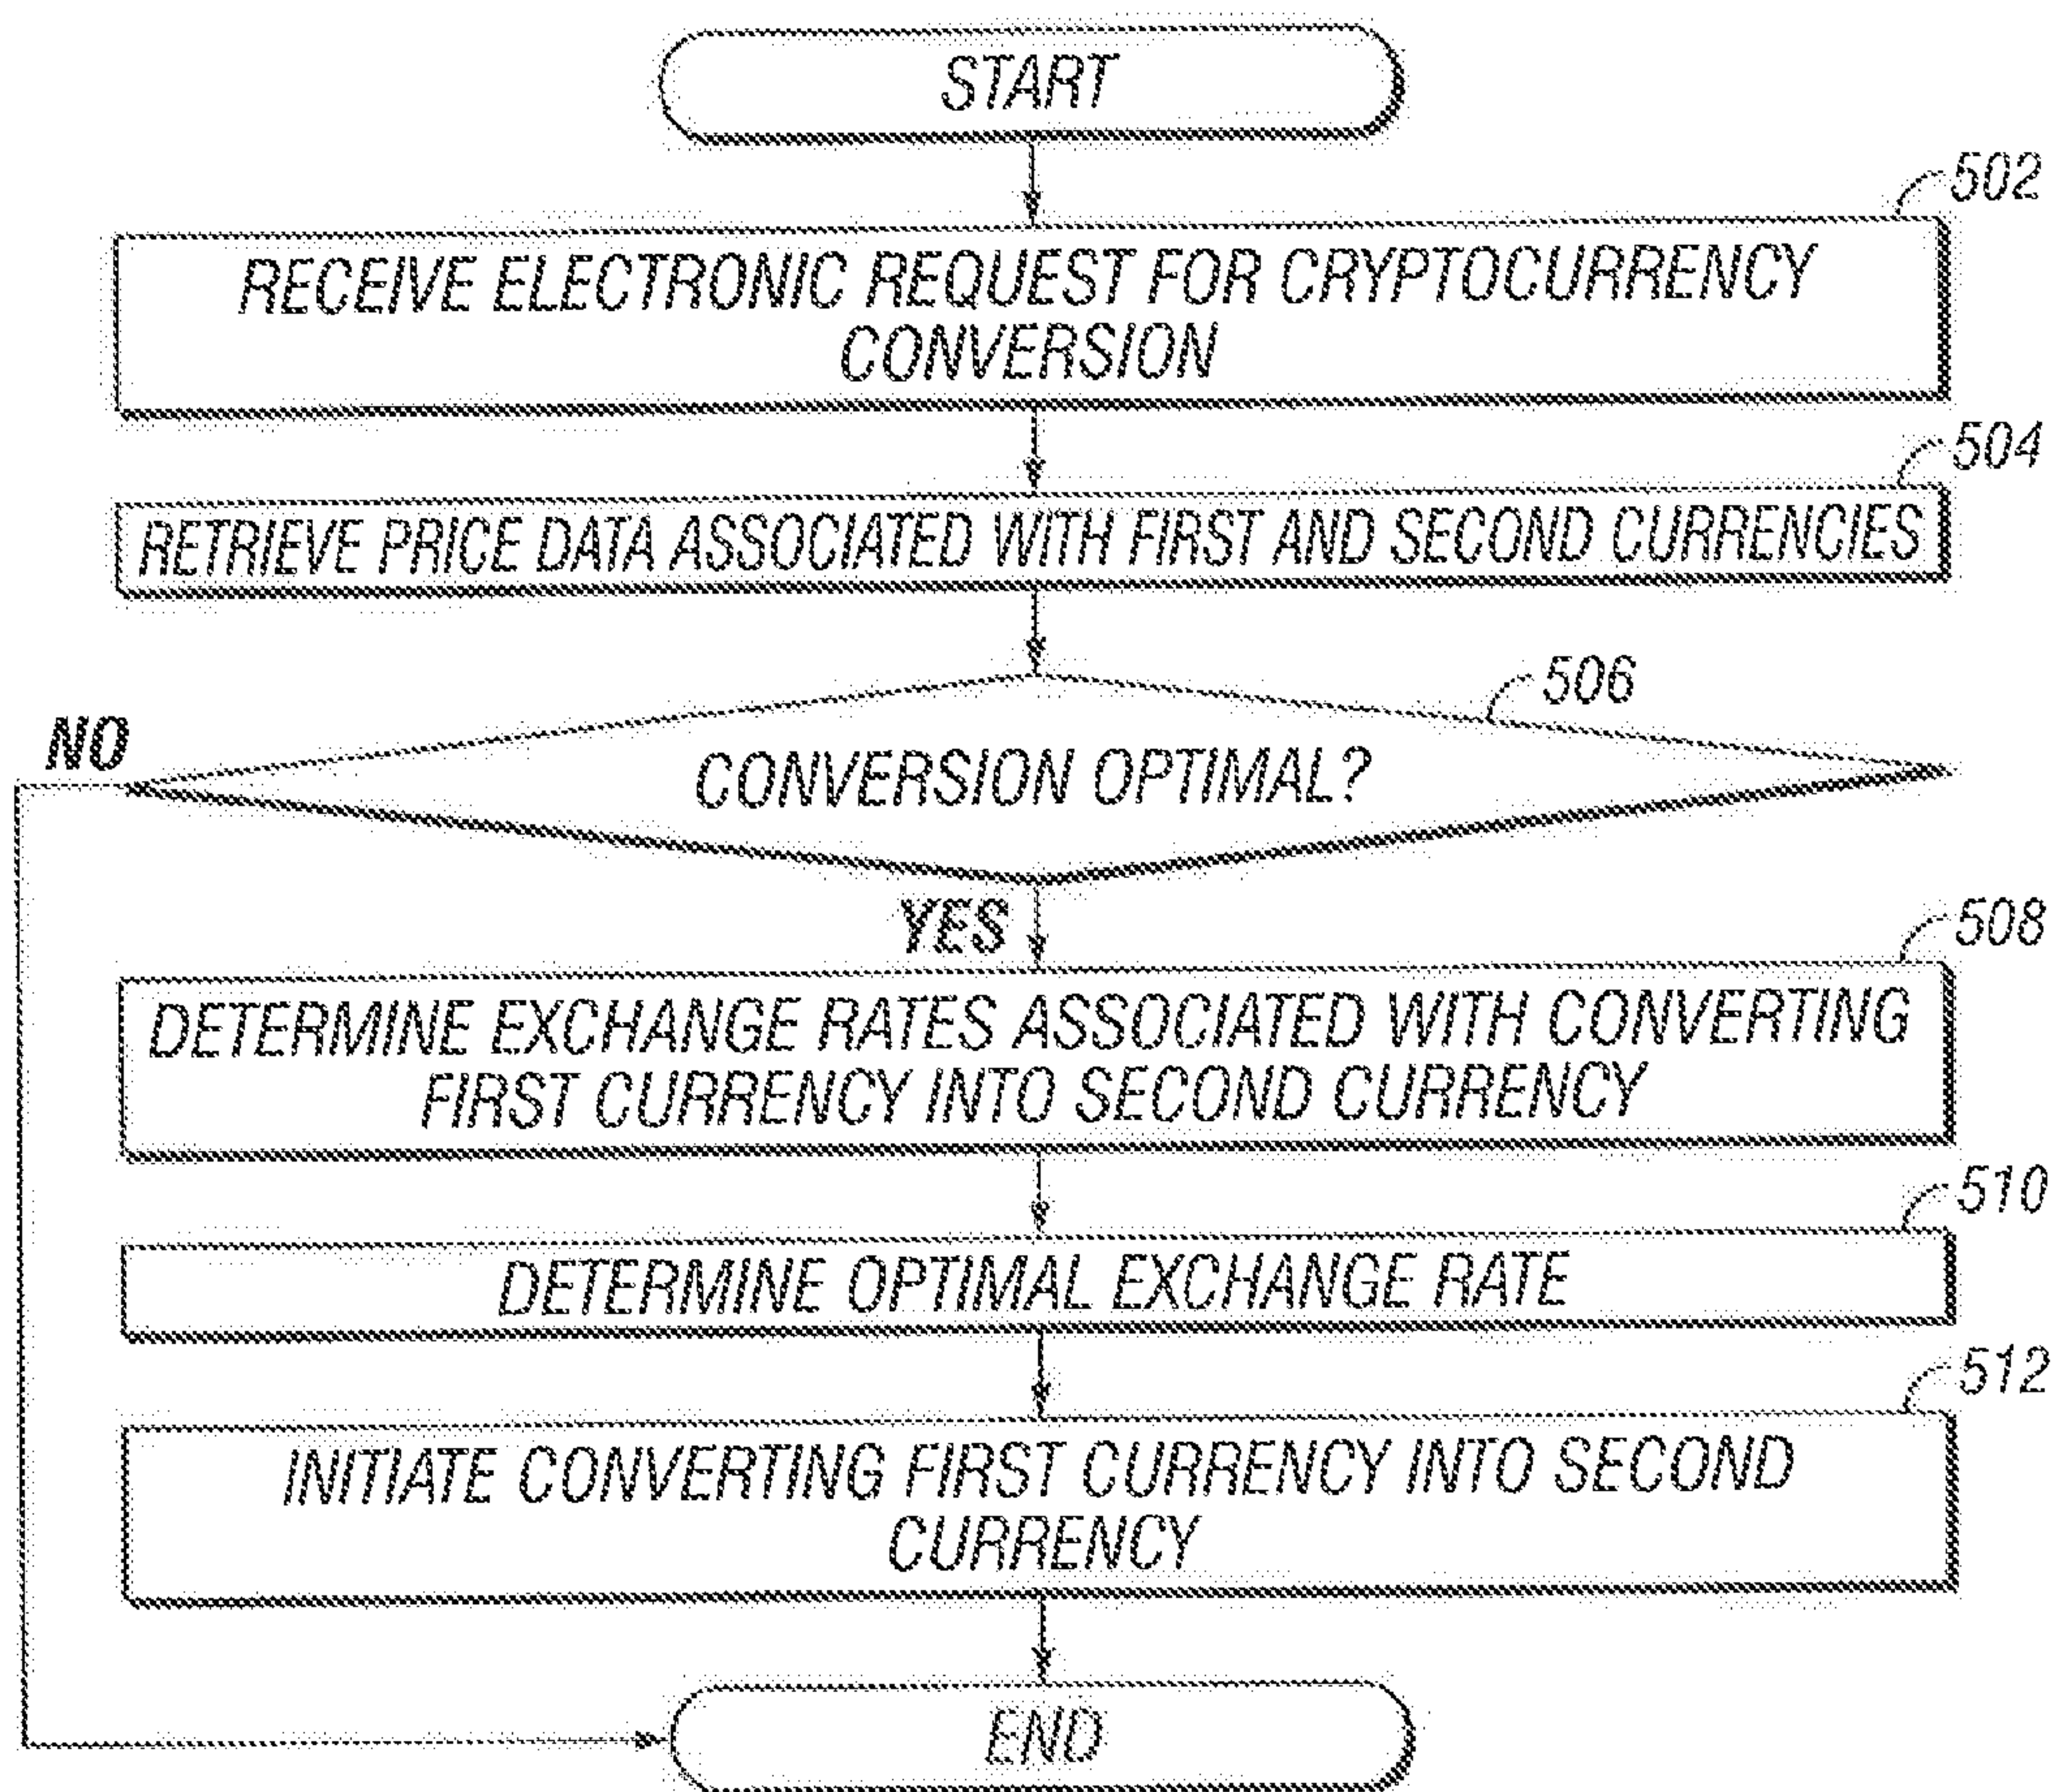 START
502
RECEIVE ELECTRONIC REQUEST FOR CRYPTOCURRENCY
CONVERSION
504
RETRIEVE PRICE DATA ASSOCIATED WITH FIRST AND SECOND CURRENCIES
506
NO
CONVERSION OPTIMAL?
YES
508
DETERMINE EXCHANGE RATES ASSOCIATED WITH CONVERTING
FIRST CURRENCY INTO SECOND CURRENCY
510
DETERMINE OPTIMAL EXCHANGE RATE
512
INITIATE CONVERTING FIRST CURRENCY INTO SECOND
CURRENCY
END